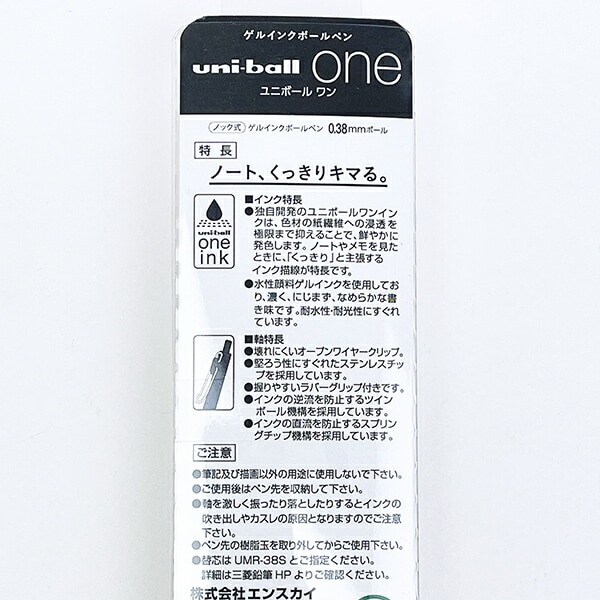 ゲルインクボールペン
uni-ball one
ユニボール ワン
ノック式 ゲルインクボールペン 0.38mmボール
特 長
ノート、くっきりキマる。
■インク特長
●独自開発のユニボールワンイン
クは、色材の紙繊維への浸透を
極限まで抑えることで、鮮やかに
発色します。ノートやメモを見た
ときに、「くっきり」と主張する
インク描線が特長です。
●水性顔料ゲルインクを使用してお
り、濃く、にじまず、なめらかな書
き味です。耐水性・耐光性にすぐれ
ています。
uni-ball
one
ink
■軸特長
●壊れにくいオープンワイヤークリップ。
●堅ろう性にすぐれたステンレスチッ
プを採用しています。
●握りやすいラバーグリップ付きです。
●インクの逆流を防止するツイン
ボール機構を採用しています。
●インクの直流を防止するスプリン
グチップ機構を採用しています。
ご注意
●筆記及び描画以外の用途に使用しないで下さい。
●ご使用後はペン先を収納して下さい。
●軸を激しく振ったり落としたりするとインクの
吹き出しやカスレの原因となりますのでご注意
下さい。
●ペン先の樹脂玉を取り外してからご使用下さい。
●替芯は UMR-38S とご指定ください。
詳細は三菱鉛筆 HP よりご確認ください。
株式会社エンスカイ